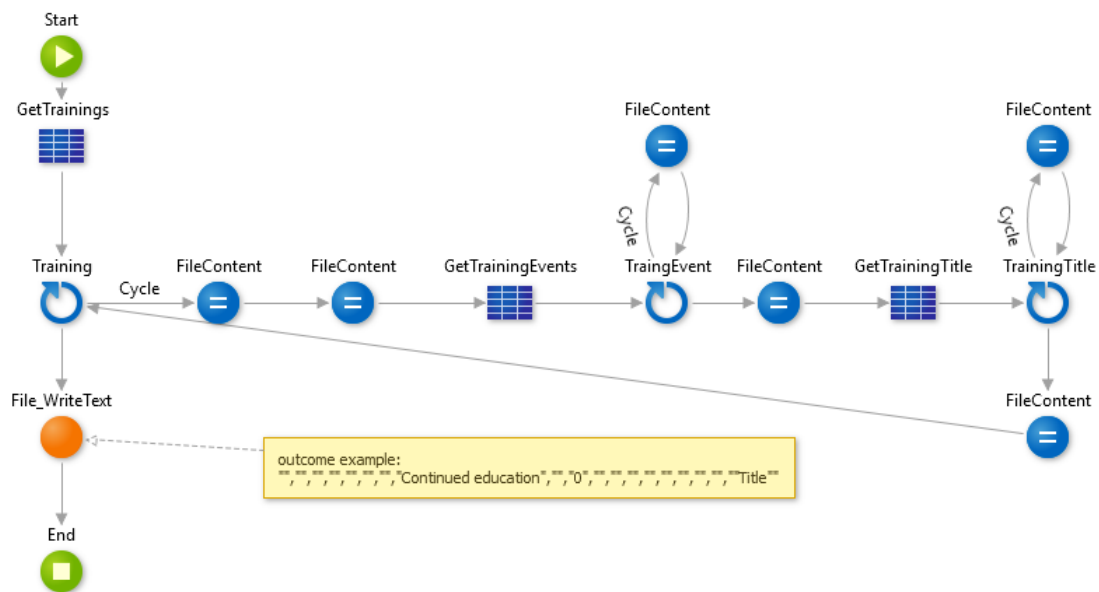 Start
GetTrainings
FileContent
FileContent
Cycle
Cycle
Training
FileContent
FileContent
GetTrainingEvents
TraingEvent
FileContent
GetTrainingTitle
TrainingTitle
Cycle
File_WriteText
FileContent
outcome example:
"","","","","","","","Continued education","","0","","","","","","","","",""Title""
End